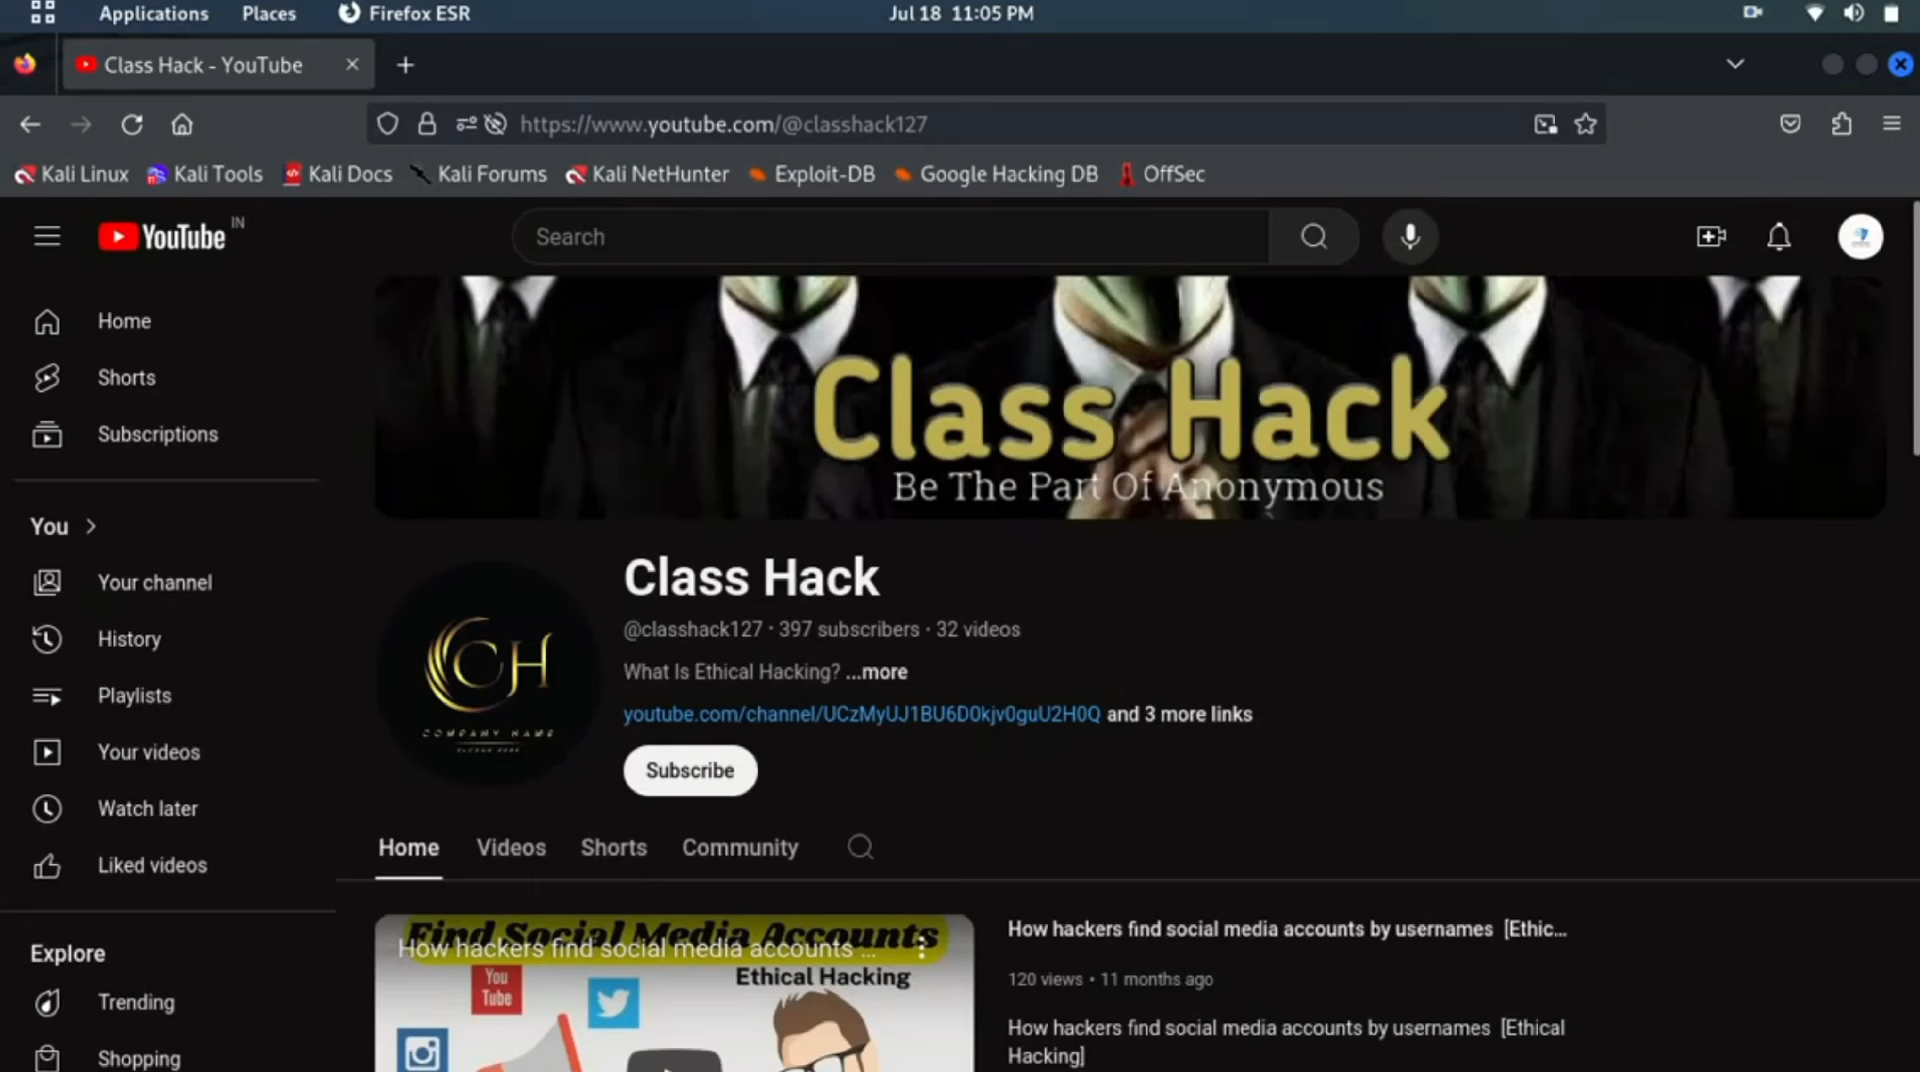 Applications Places Firefox ESR Jul 18 11:05 PM
Class Hack - YouTube
https://www.youtube.com/@classhack127
Kali Linux Kali Tools Kali Docs Kali Forums Kali NetHunter Exploit-DB Google Hacking DB OffSec
YouTube IN
Search
Home
Shorts
Subscriptions
You
Your channel
History
Playlists
Your videos
Watch later
Liked videos
Explore
Trending
Shopping
Class Hack
Be The Part Of Anonymous
CH
COMPANY NAME
Class Hack
@classhack127 · 397 subscribers · 32 videos
What Is Ethical Hacking? ...more
youtube.com/channel/UCzMyUJ1BU6D0kjv0guU2H0Q and 3 more links
Subscribe
Home Videos Shorts Community
Find Social Media Accounts
How hackers find social media accounts ...
Ethical Hacking
You
Tube
How hackers find social media accounts by usernames [Ethic...
120 views • 11 months ago
How hackers find social media accounts by usernames [Ethical
Hacking]